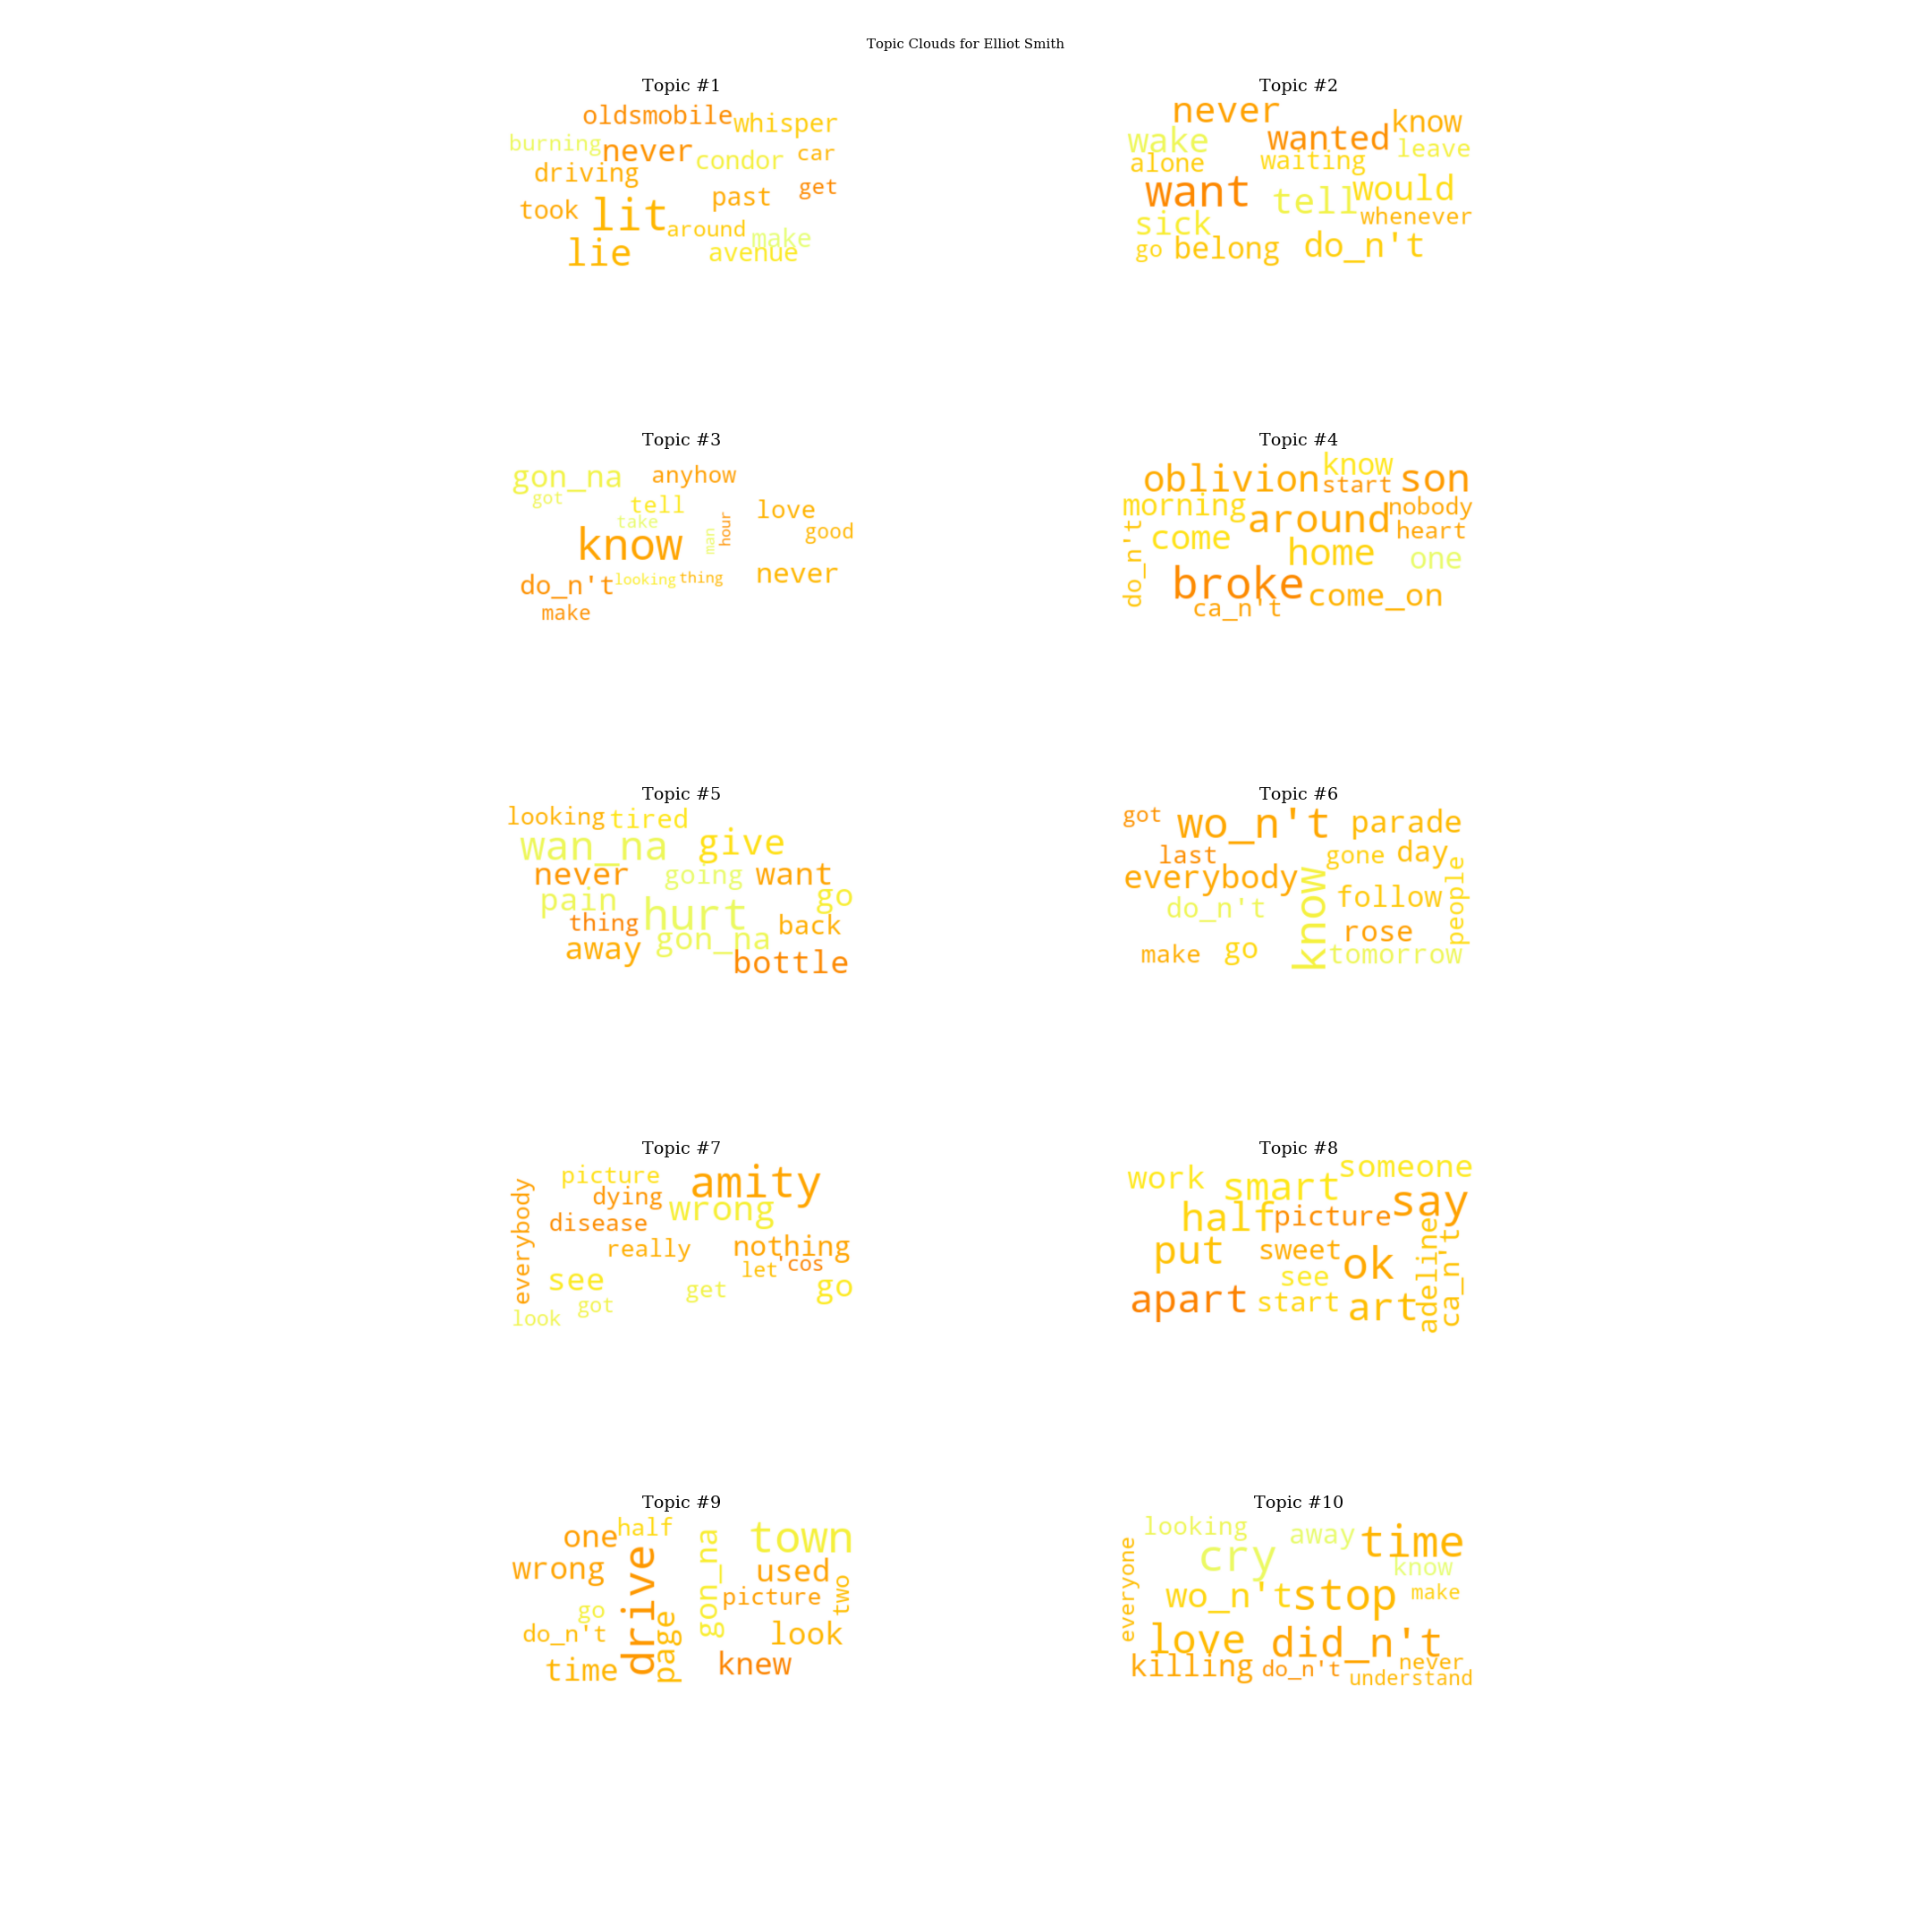 Topic Clouds for Elliot Smith
Topic #1
oldsmobile whisper
burning never condor car
driving past get
took lit around make
lie avenue
Topic #2
never know
wake wanted leave
alone waiting
want tell would
sick whenever
go belong do_n't
Topic #3
gon_na anyhow
got tell love
take man hour good
know
do_n't looking thing never
make
Topic #4
oblivion know son
start
morning around nobody
do_n't come heart
home one
broke come_on
ca_n't
Topic #5
looking tired
wan_na give
never going want
pain go
thing hurt back
away gon_na
bottle
Topic #6
got wo_n't parade
last gone day
everybody people
do_n't know follow
rose
make go tomorrow
Topic #7
picture amity
everybody dying wrong
disease
really nothing
let 'cos
see get go
look got
Topic #8
work smart someone
half picture say
put sweet ok adeline ca_n't
see
apart start art
Topic #9
one half town
wrong drive gon_na used
picture two
go
do_n't page look
time knew
Topic #10
looking away time
everyone cry know
wo_n't stop make
love did_n't
killing do_n't never
understand